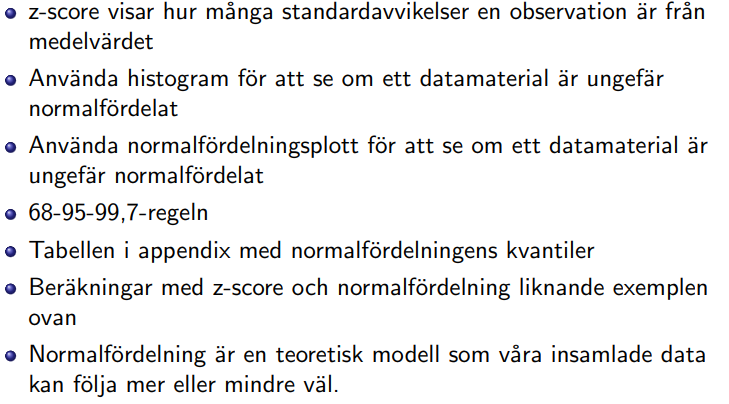 z-score visar hur många standardavvikelser en observation är från
medelvärdet
Använda histogram för att se om ett datamaterial är ungefär
normalfördelat
Använda normalfördelningsplott för att se om ett datamaterial är
ungefär normalfördelat
68-95-99,7-regeln
Tabellen i appendix med normalfördelningens kvantiler
Beräkningar med z-score och normalfördelning liknande exemplen
ovan
Normalfördelning är en teoretisk modell som våra insamlade data
kan följa mer eller mindre väl.